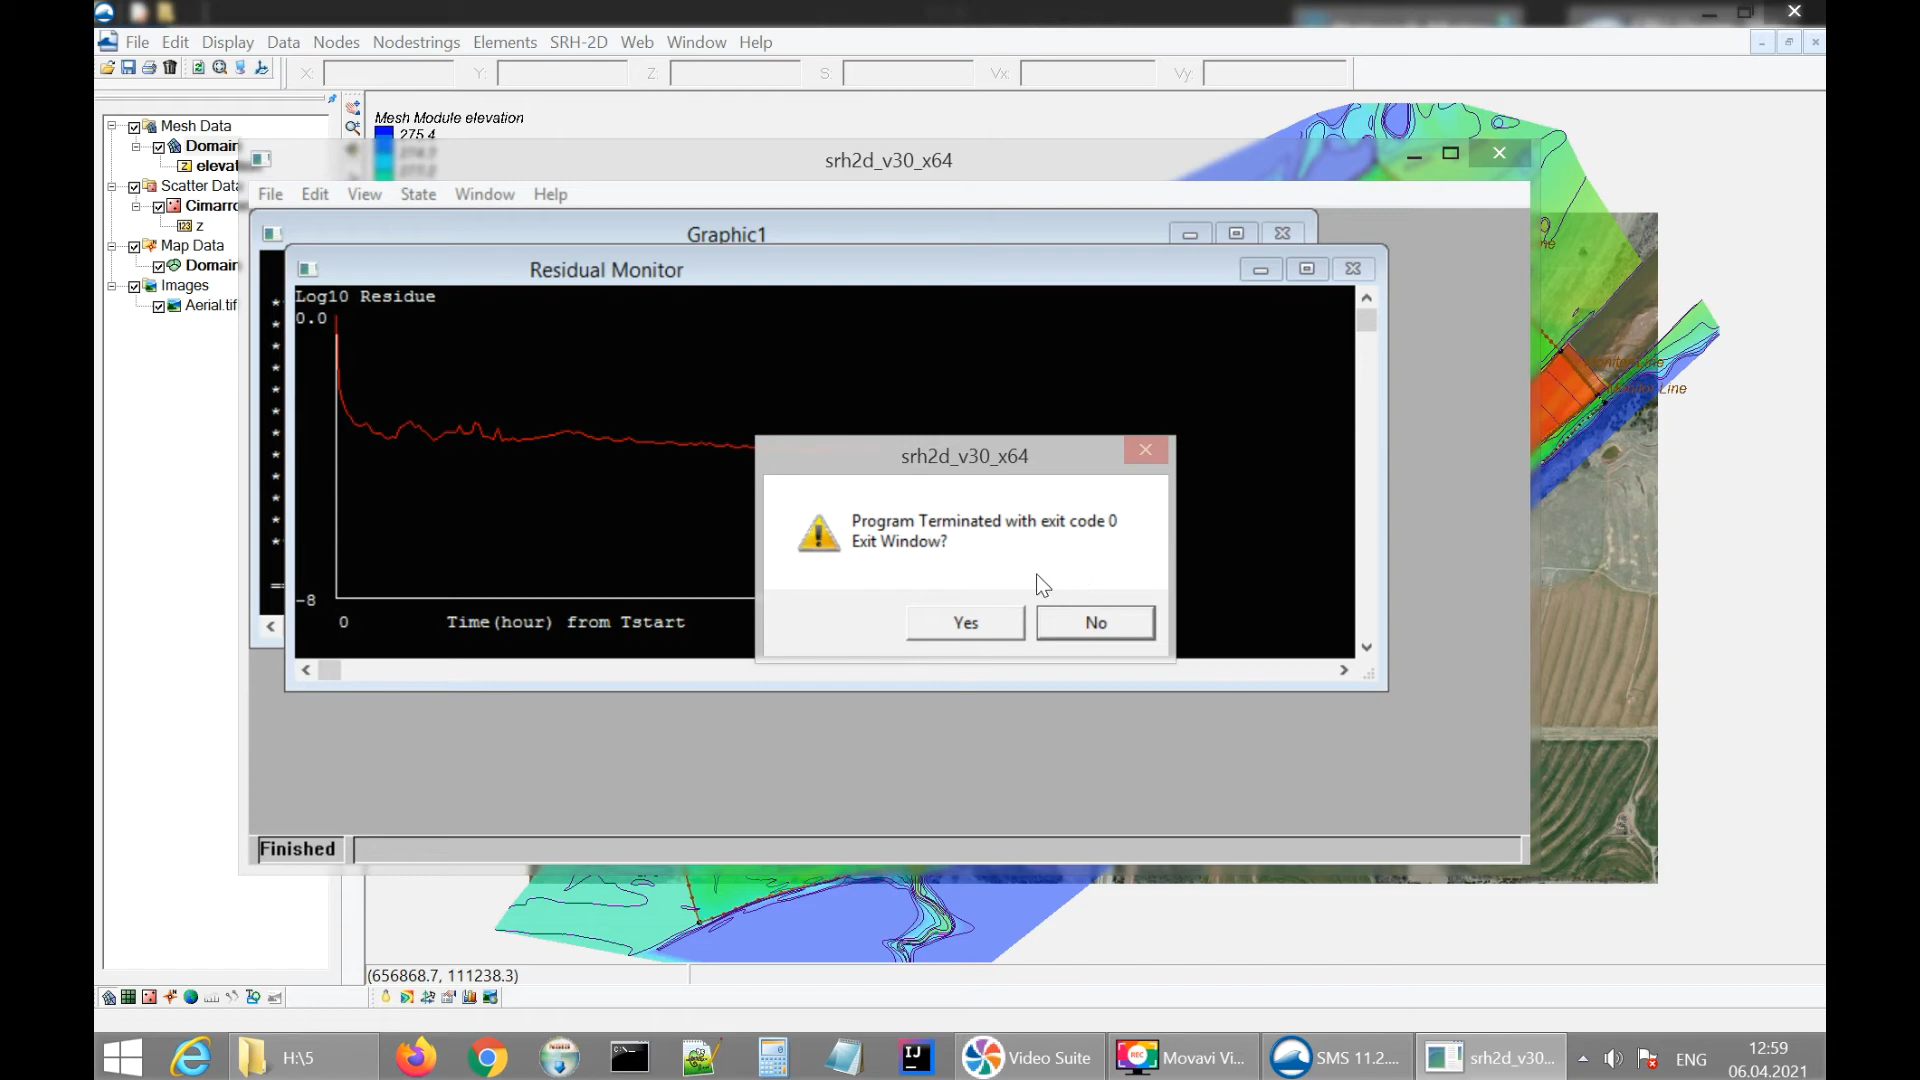 File Edit Display Data Nodes Nodestrings Elements SRH-2D Web Window Help
X: Y: Z: S: Vx: Vy:
Mesh Data
Domain
elevat
Scatter Data
Cimarro
z
Map Data
Domain
Images
Aerial.tif
Mesh Module elevation
275.4
srh2d_v30_x64
File Edit View State Window Help
Graphic1
Residual Monitor
Log10 Residue
0.0
-8
0 Time(hour) from Tstart
srh2d_v30_x64
Program Terminated with exit code 0
Exit Window?
Yes No
Finished
(656868.7, 111238.3)
H:\5
Video Suite
Movavi Vi...
SMS 11.2....
srh2d_v30...
ENG
12:59
06.04.2021